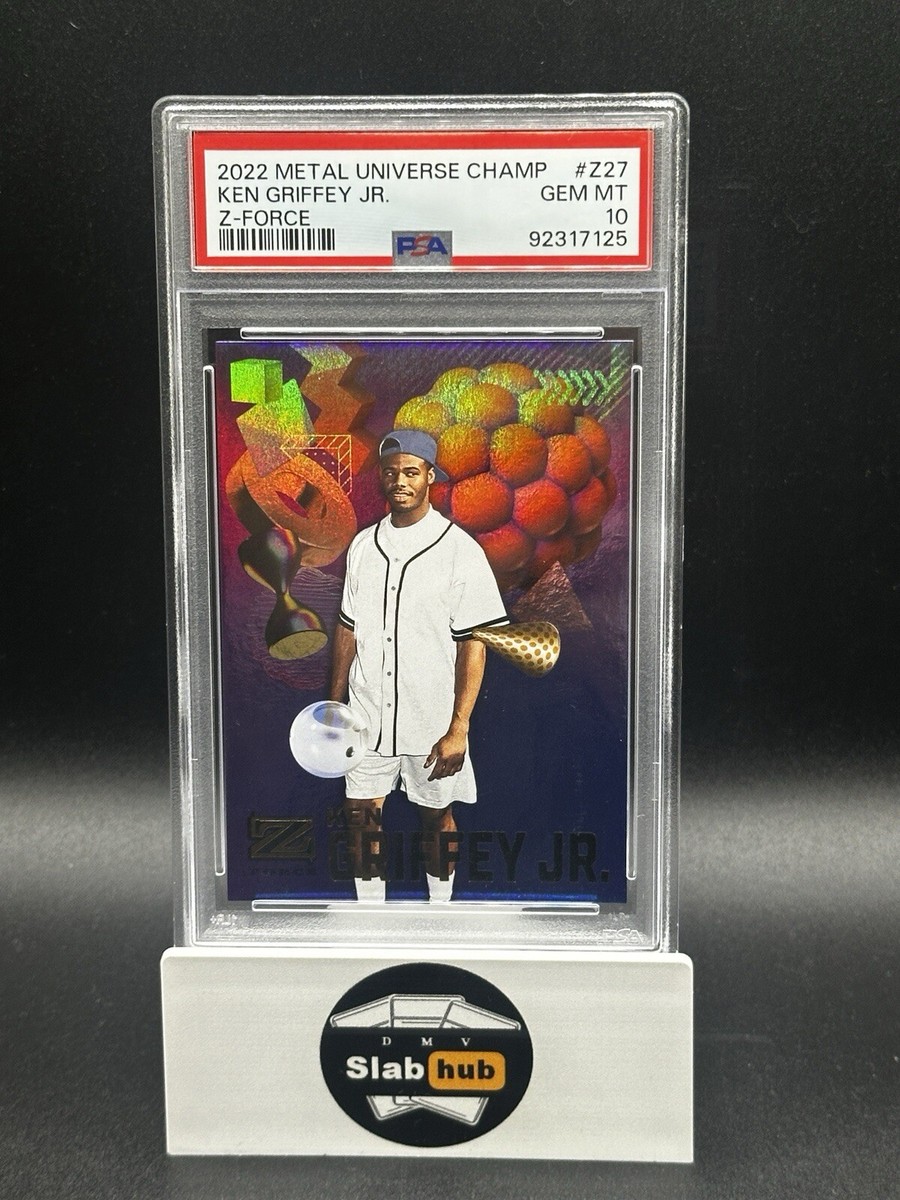 2022 METAL UNIVERSE CHAMP #Z27
KEN GRIFFEY JR. GEM MT
Z-FORCE 10
PSA 92317125
KEN
Z GRIFFEY JR.
D M V
Slab hub